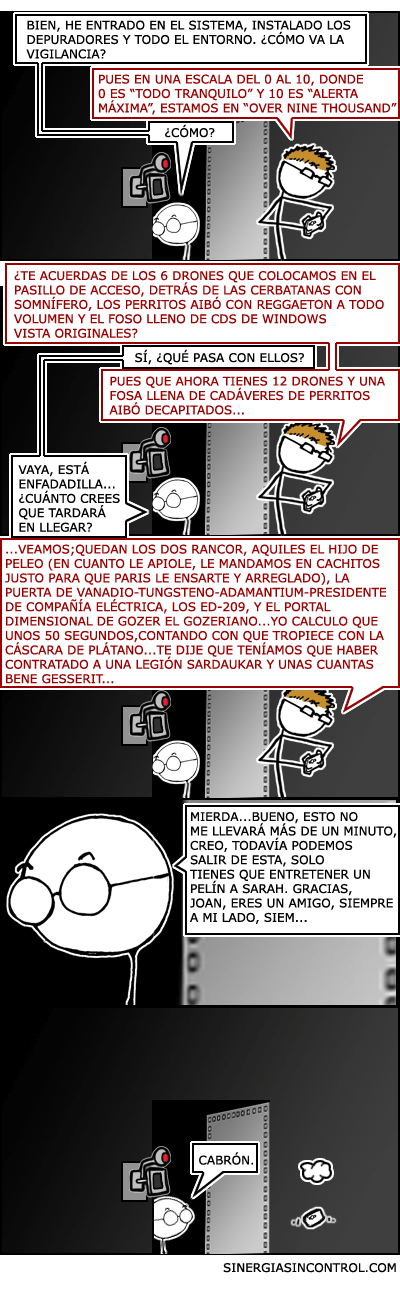 BIEN, HE ENTRADO EN EL SISTEMA, INSTALADO LOS
DEPURADORES Y TODO EL ENTORNO. ¿CÓMO VA LA
VIGILANCIA?
PUES EN UNA ESCALA DEL 0 AL 10, DONDE
0 ES “TODO TRANQUILO” Y 10 ES “ALERTA
MÁXIMA”, ESTAMOS EN “OVER NINE THOUSAND”
¿CÓMO?
¿TE ACUERDAS DE LOS 6 DRONES QUE COLOCAMOS EN EL
PASILLO DE ACCESO, DETRÁS DE LAS CERBATANAS CON
SOMNÍFERO, LOS PERRITOS AIBÓ CON REGGAETON A TODO
VOLUMEN Y EL FOSO LLENO DE CDS DE WINDOWS
VISTA ORIGINALES?
SÍ, ¿QUÉ PASA CON ELLOS?
PUES QUE AHORA TIENES 12 DRONES Y UNA
FOSA LLENA DE CADÁVERES DE PERRITOS
AIBÓ DECAPITADOS...
VAYA, ESTÁ
ENFADADILLA...
¿CUÁNTO CREES
QUE TARDARÁ
EN LLEGAR?
...VEAMOS;QUEDAN LOS DOS RANCOR, AQUILES EL HIJO DE
PELEO (EN CUANTO LE APIOLE, LE MANDAMOS EN CACHITOS
JUSTO PARA QUE PARIS LE ENSARTE Y ARREGLADO), LA
PUERTA DE VANADIO-TUNGSTENO-ADAMANTIUM-PRESIDENTE
DE COMPAÑÍA ELÉCTRICA, LOS ED-209, Y EL PORTAL
DIMENSIONAL DE GOZER EL GOZERIANO...YO CALCULO QUE
UNOS 50 SEGUNDOS,CONTANDO CON QUE TROPIECE CON LA
CÁSCARA DE PLÁTANO...TE DIJE QUE TENÍAMOS QUE HABER
CONTRATADO A UNA LEGIÓN SARDAUKAR Y UNAS CUANTAS
BENE GESSERIT...
MIERDA...BUENO, ESTO NO
ME LLEVARÁ MÁS DE UN MINUTO,
CREO, TODAVÍA PODEMOS
SALIR DE ESTA, SOLO
TIENES QUE ENTRETENER UN
PELÍN A SARAH. GRACIAS,
JOAN, ERES UN AMIGO, SIEMPRE
A MI LADO, SIEM...
CABRÓN.
SINERGIASINCONTROL.COM